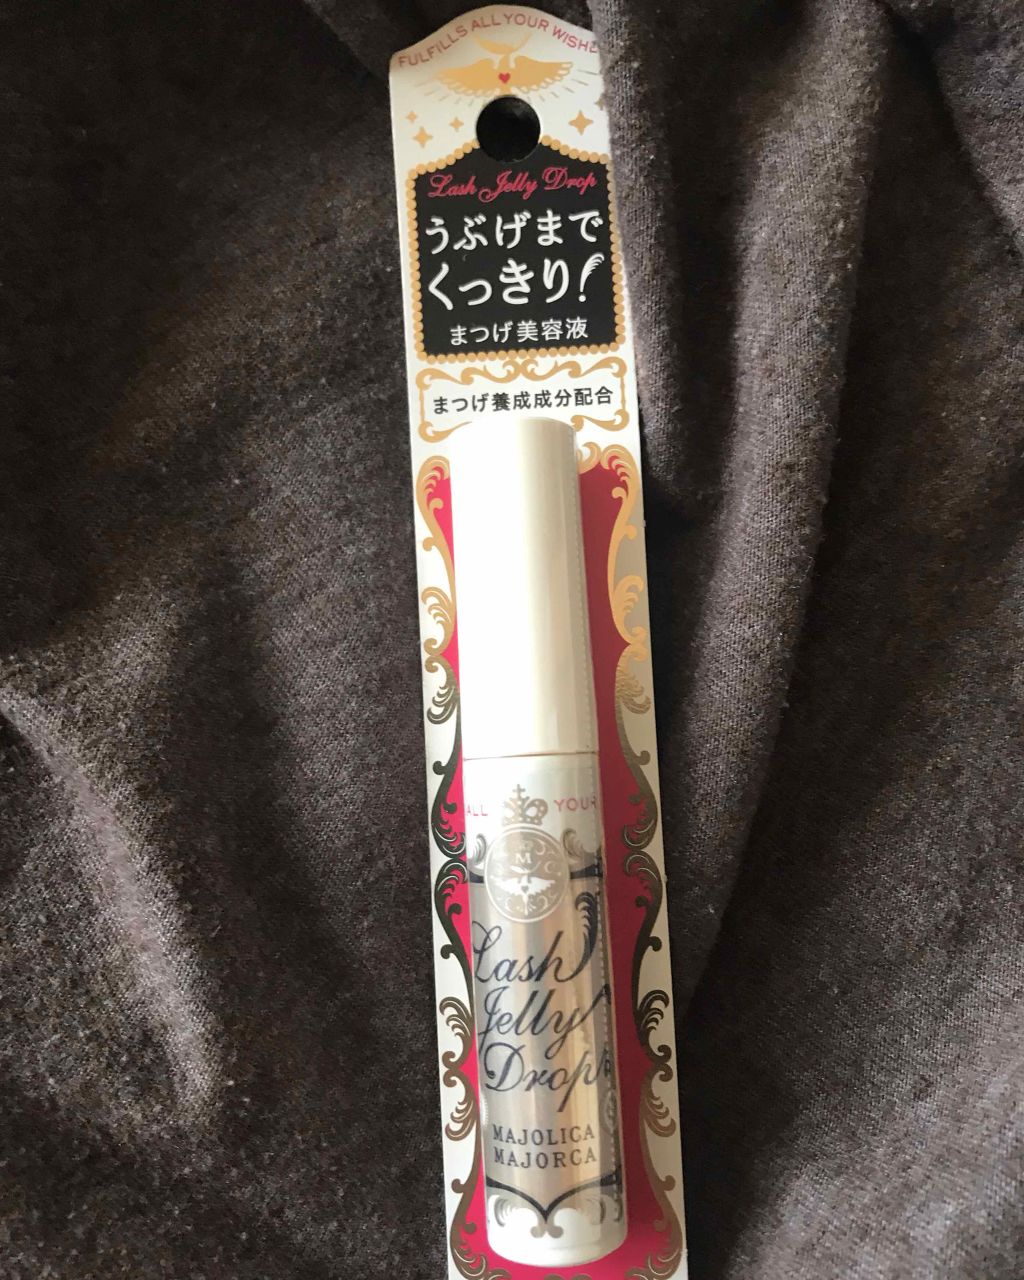 FULFILLS ALL YOUR WISHE
Lash Jelly Drop
うぶげまで
くっきり!
まつげ美容液
まつげ養成成分配合
ALL YOUR
M
Lash
Jelly
Drop
MAJOLICA
MAJORCA